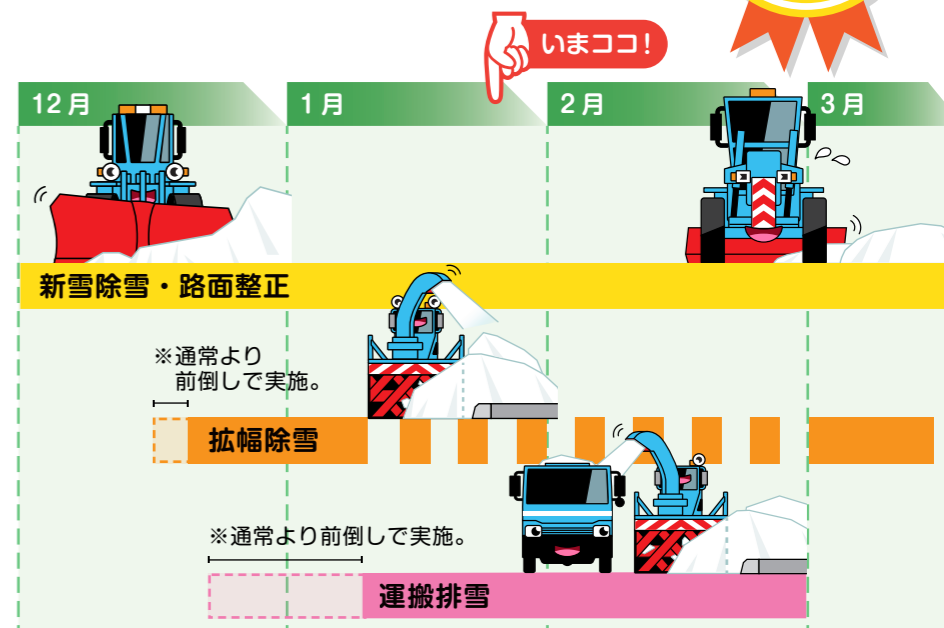 いまココ!
12月
1月
2月
3月
新雪除雪・路面整正
※通常より
前倒しで実施。
拡幅除雪
※通常より前倒しで実施。
運搬排雪